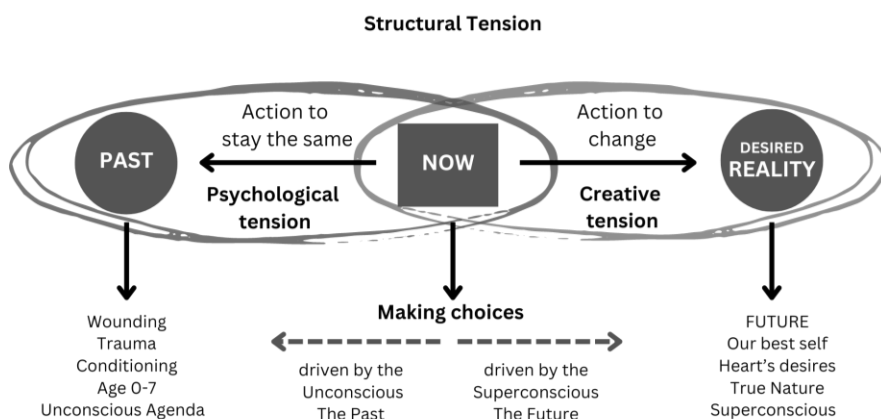 Structural Tension
Action to
stay the same
Action to
change
PAST
NOW
DESIRED
REALITY
Psychological
tension
Creative
tension
Wounding
Trauma
Conditioning
Age 0-7
Unconscious Agenda
Making choices
driven by the
Unconscious
The Past
driven by the
Superconscious
The Future
FUTURE
Our best self
Heart's desires
True Nature
Superconscious